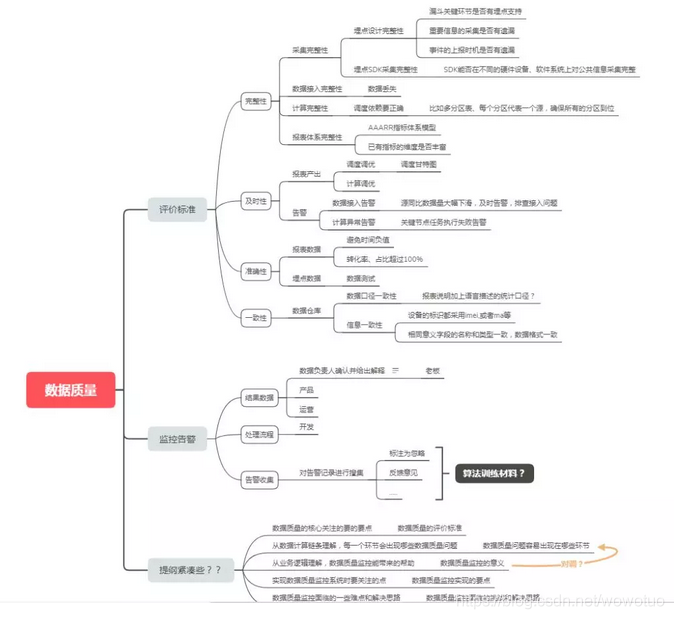 数据质量
评价标准
完整性
采集完整性
埋点设计完整性
漏斗关键环节是否有埋点支持
重要信息的采集是否有遗漏
事件的上报时机是否有遗漏
埋点SDK采集完整性
SDK能否在不同的硬件设备、软件系统上对公共信息采集完整
数据接入完整性
数据丢失
计算完整性
调度依赖要正确
比如多分区表、每个分区代表一个源，确保所有的分区到位
报表体系完整性
AAARR指标体系模型
已有指标的维度是否丰富
及时性
报表产出
调度调优
调度甘特图
计算调优
告警
数据接入告警
源同比数据量大幅下滑，及时告警，排查接入问题
计算异常告警
关键节点任务执行失败告警
准确性
报表数据
避免时间负值
转化率、占比超过100%
埋点数据
数据测试
一致性
数据仓库
数据口径一致性
报表说明加上语言描述的统计口径？
信息一致性
设备的标识都采用imei,或者ma等
相同意义字段的名称和类型一致，数据格式一致
监控告警
结果数据
数据负责人确认并给出解释
老板
产品
运营
处理流程
开发
告警收集
对告警记录进行搜集
标注为忽略
反馈意见
....
算法训练材料？
提纲紧凑些？？
数据质量的核心关注的要的要点
数据质量的评价标准
从数据计算链条理解，每一个环节会出现哪些数据质量问题
数据质量问题容易出现在哪些环节
从业务逻辑理解，数据质量监控能带来的帮助
数据质量监控的意义
对吗？
实现数据质量监控系统时要关注的点
数据质量监控实现的要点
数据质量监控面临的一些难点和解决思路
数据质量监控面临的挑战和解决思路
https://blog.csdn.net/wowotuo